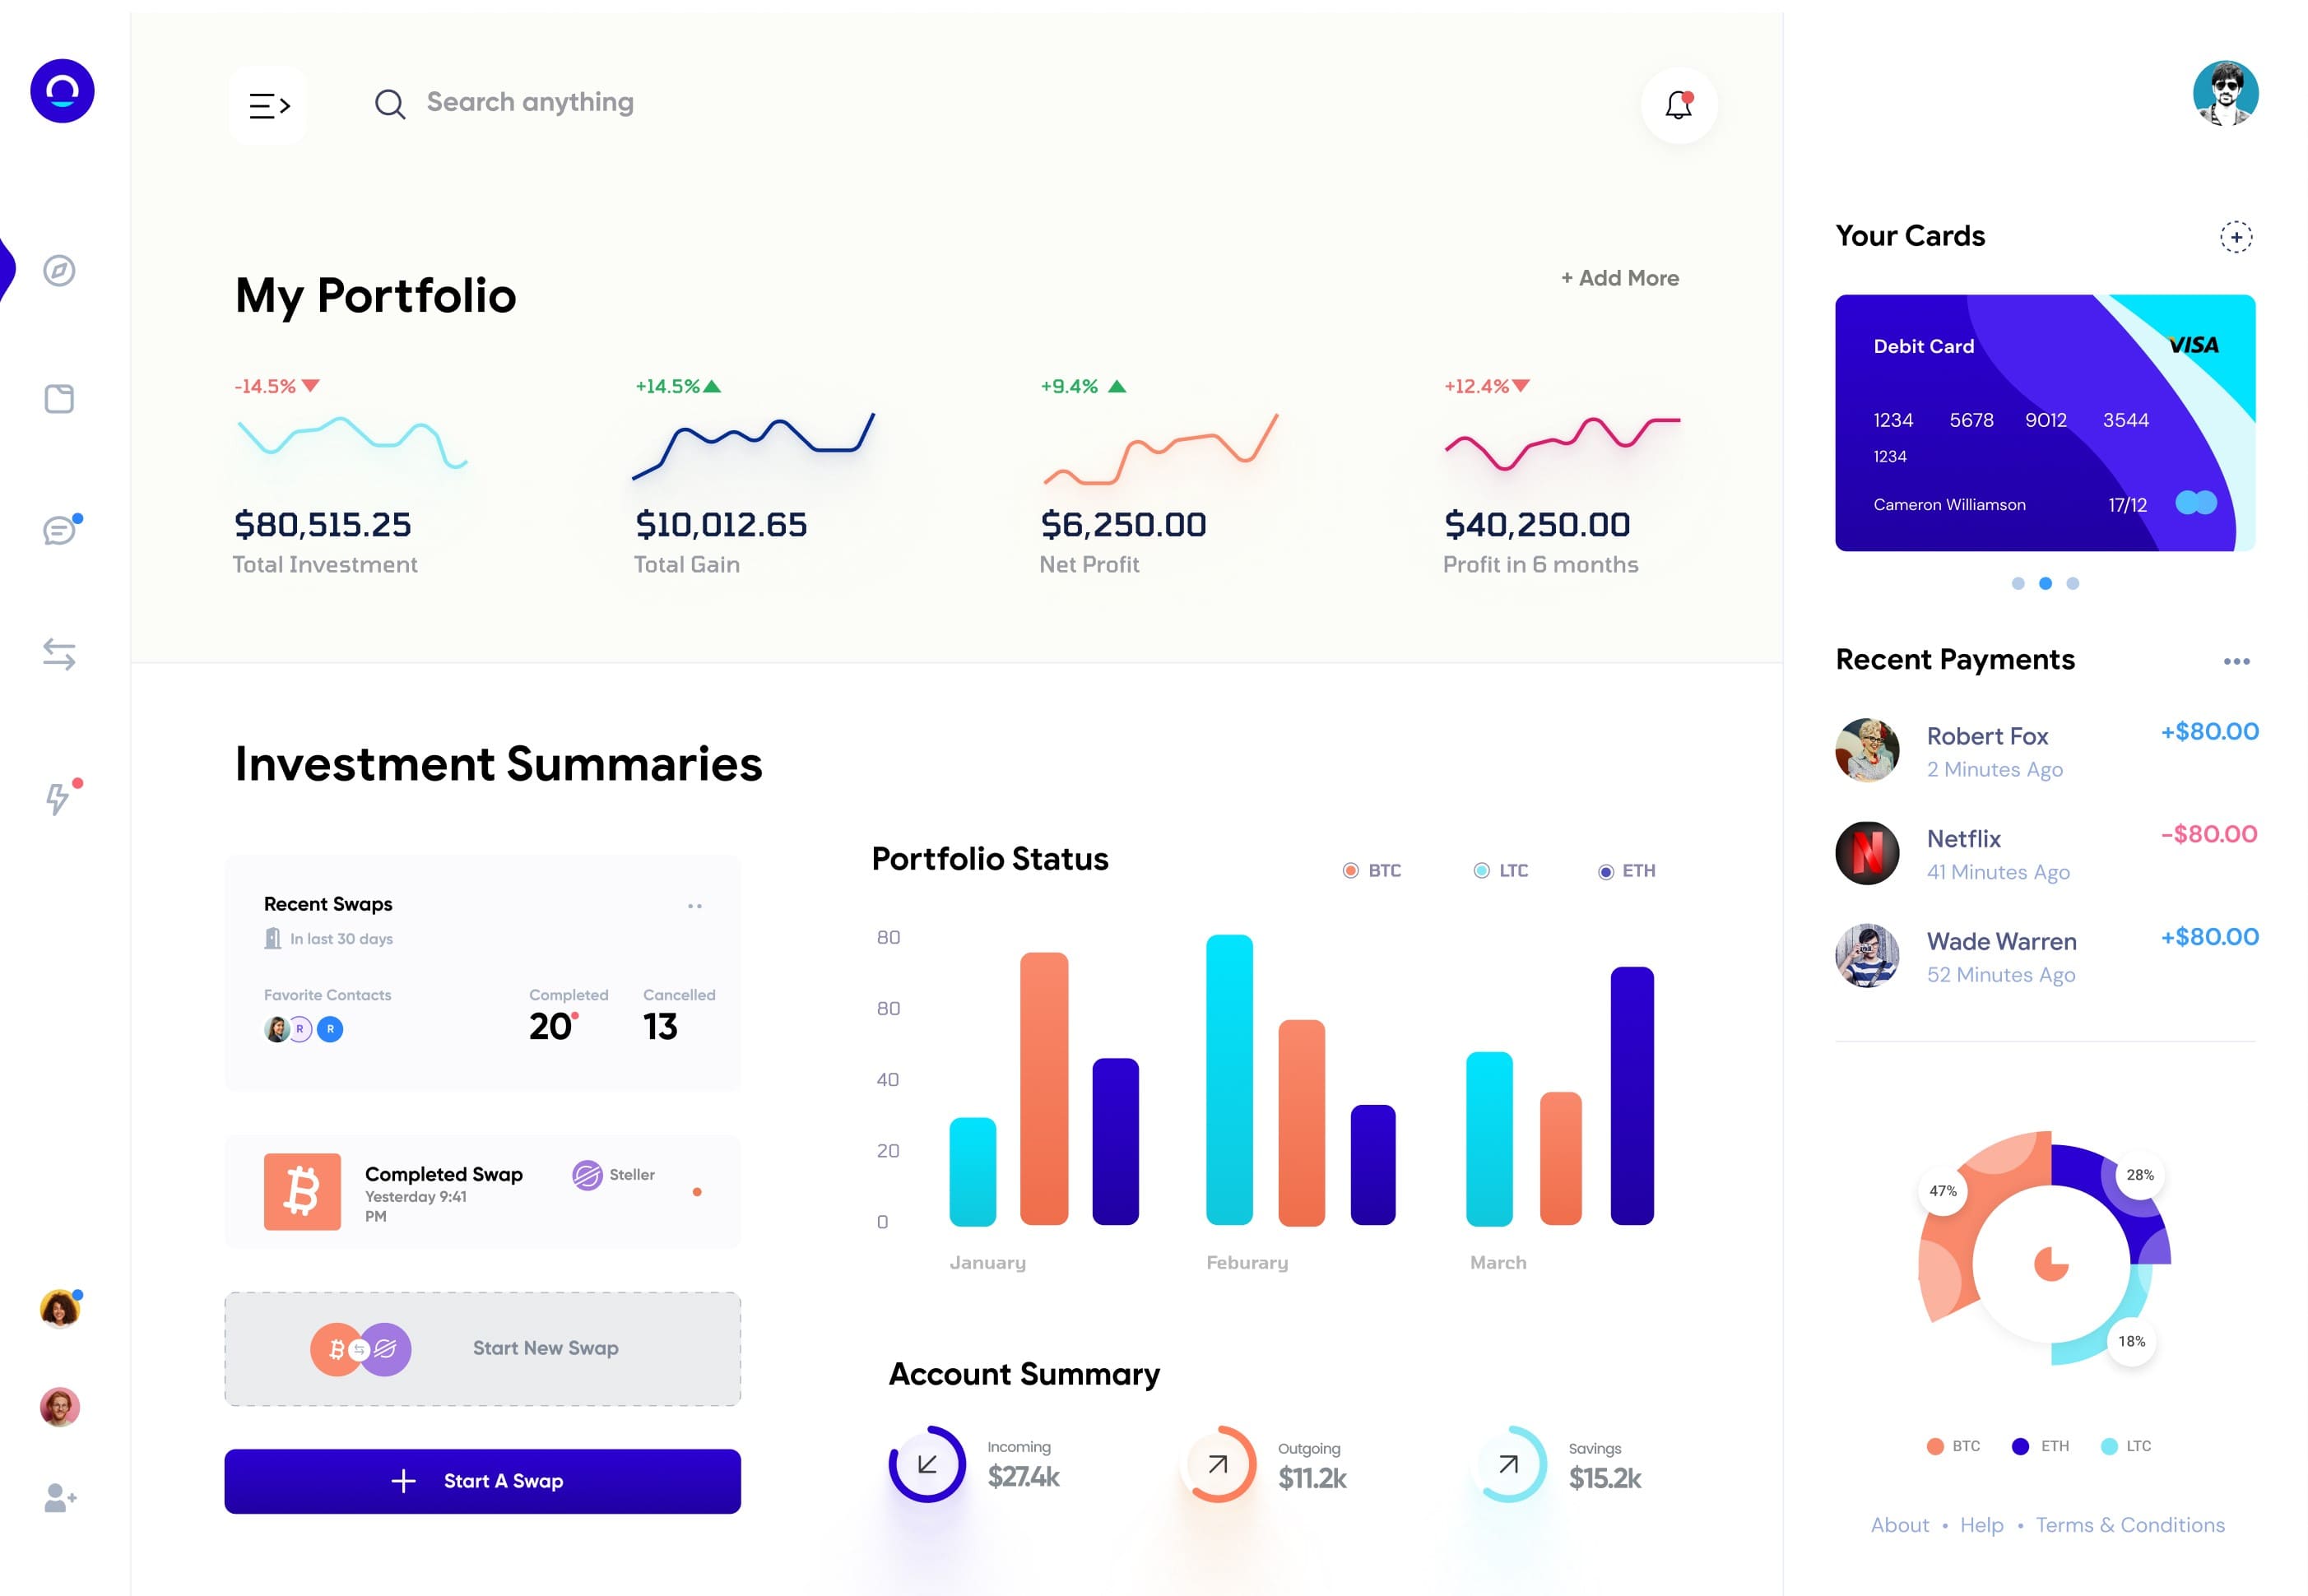 Search anything
My Portfolio
+ Add More
-14.5%
+14.5%
+9.4%
+12.4%
$80,515.25
$10,012.65
$6,250.00
$40,250.00
Total Investment
Total Gain
Net Profit
Profit in 6 months
Investment Summaries
Recent Swaps
In last 30 days
Favorite Contacts
Completed
Cancelled
R
R
20
13
Completed Swap
Yesterday 9:41
PM
Steller
Start New Swap
Start A Swap
Portfolio Status
BTC
LTC
ETH
80
80
40
20
0
January
Feburary
March
Account Summary
Incoming
$27.4k
Outgoing
$11.2k
Savings
$15.2k
Your Cards
Debit Card
VISA
1234 5678 9012 3544
1234
Cameron Williamson
17/12
Recent Payments
Robert Fox
+$80.00
2 Minutes Ago
N
Netflix
-$80.00
41 Minutes Ago
Wade Warren
+$80.00
52 Minutes Ago
28%
47%
18%
BTC
ETH
LTC
About • Help • Terms & Conditions